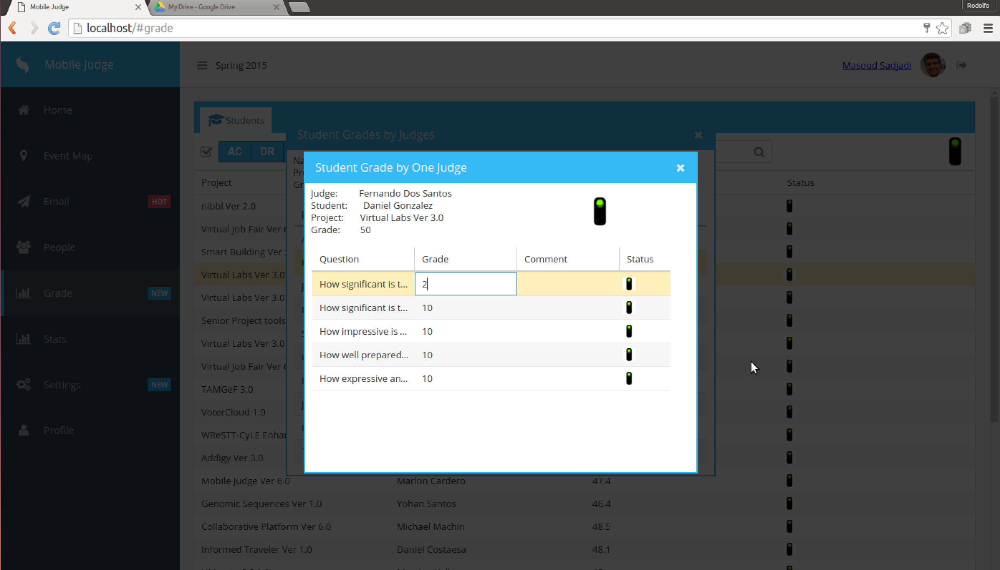 Mobile Judge
My Drive - Google Drive
Rodolfo
localhost/#grade
Mobile Judge
Spring 2015
Masoud Sadjadi
Home
Event Map
Email HOT
People
Grade NEW
Stats
Settings NEW
Profile
Students
AC DR
Project Status
nibbl Ver 2.0
Virtual Job Fair Ver
Smart Building Ver
Virtual Labs Ver 3.0
Virtual Labs Ver 3.0
Senior Project tools
Virtual Labs Ver 3.0
Virtual Job Fair Ver
TAMGeF 3.0
VoterCloud 1.0
WReSTT-CyLE
Addigy Ver 3.0
Mobile Judge Ver 6.0 Marlon Cardero 47.4
Genomic Sequences Ver 1.0 Yohan Santos 46.4
Collaborative Platform Ver 6.0 Michael Machin 48.5
Informed Traveler Ver 1.0 Daniel Costaesa 48.1
Student Grades by Judges
Student Grade by One Judge
Judge: Fernando Dos Santos
Student: Daniel Gonzalez
Project: Virtual Labs Ver 3.0
Grade: 50
Question Grade Comment Status
How significant is t... 2
How significant is t... 10
How impressive is ... 10
How well prepared... 10
How expressive an... 10